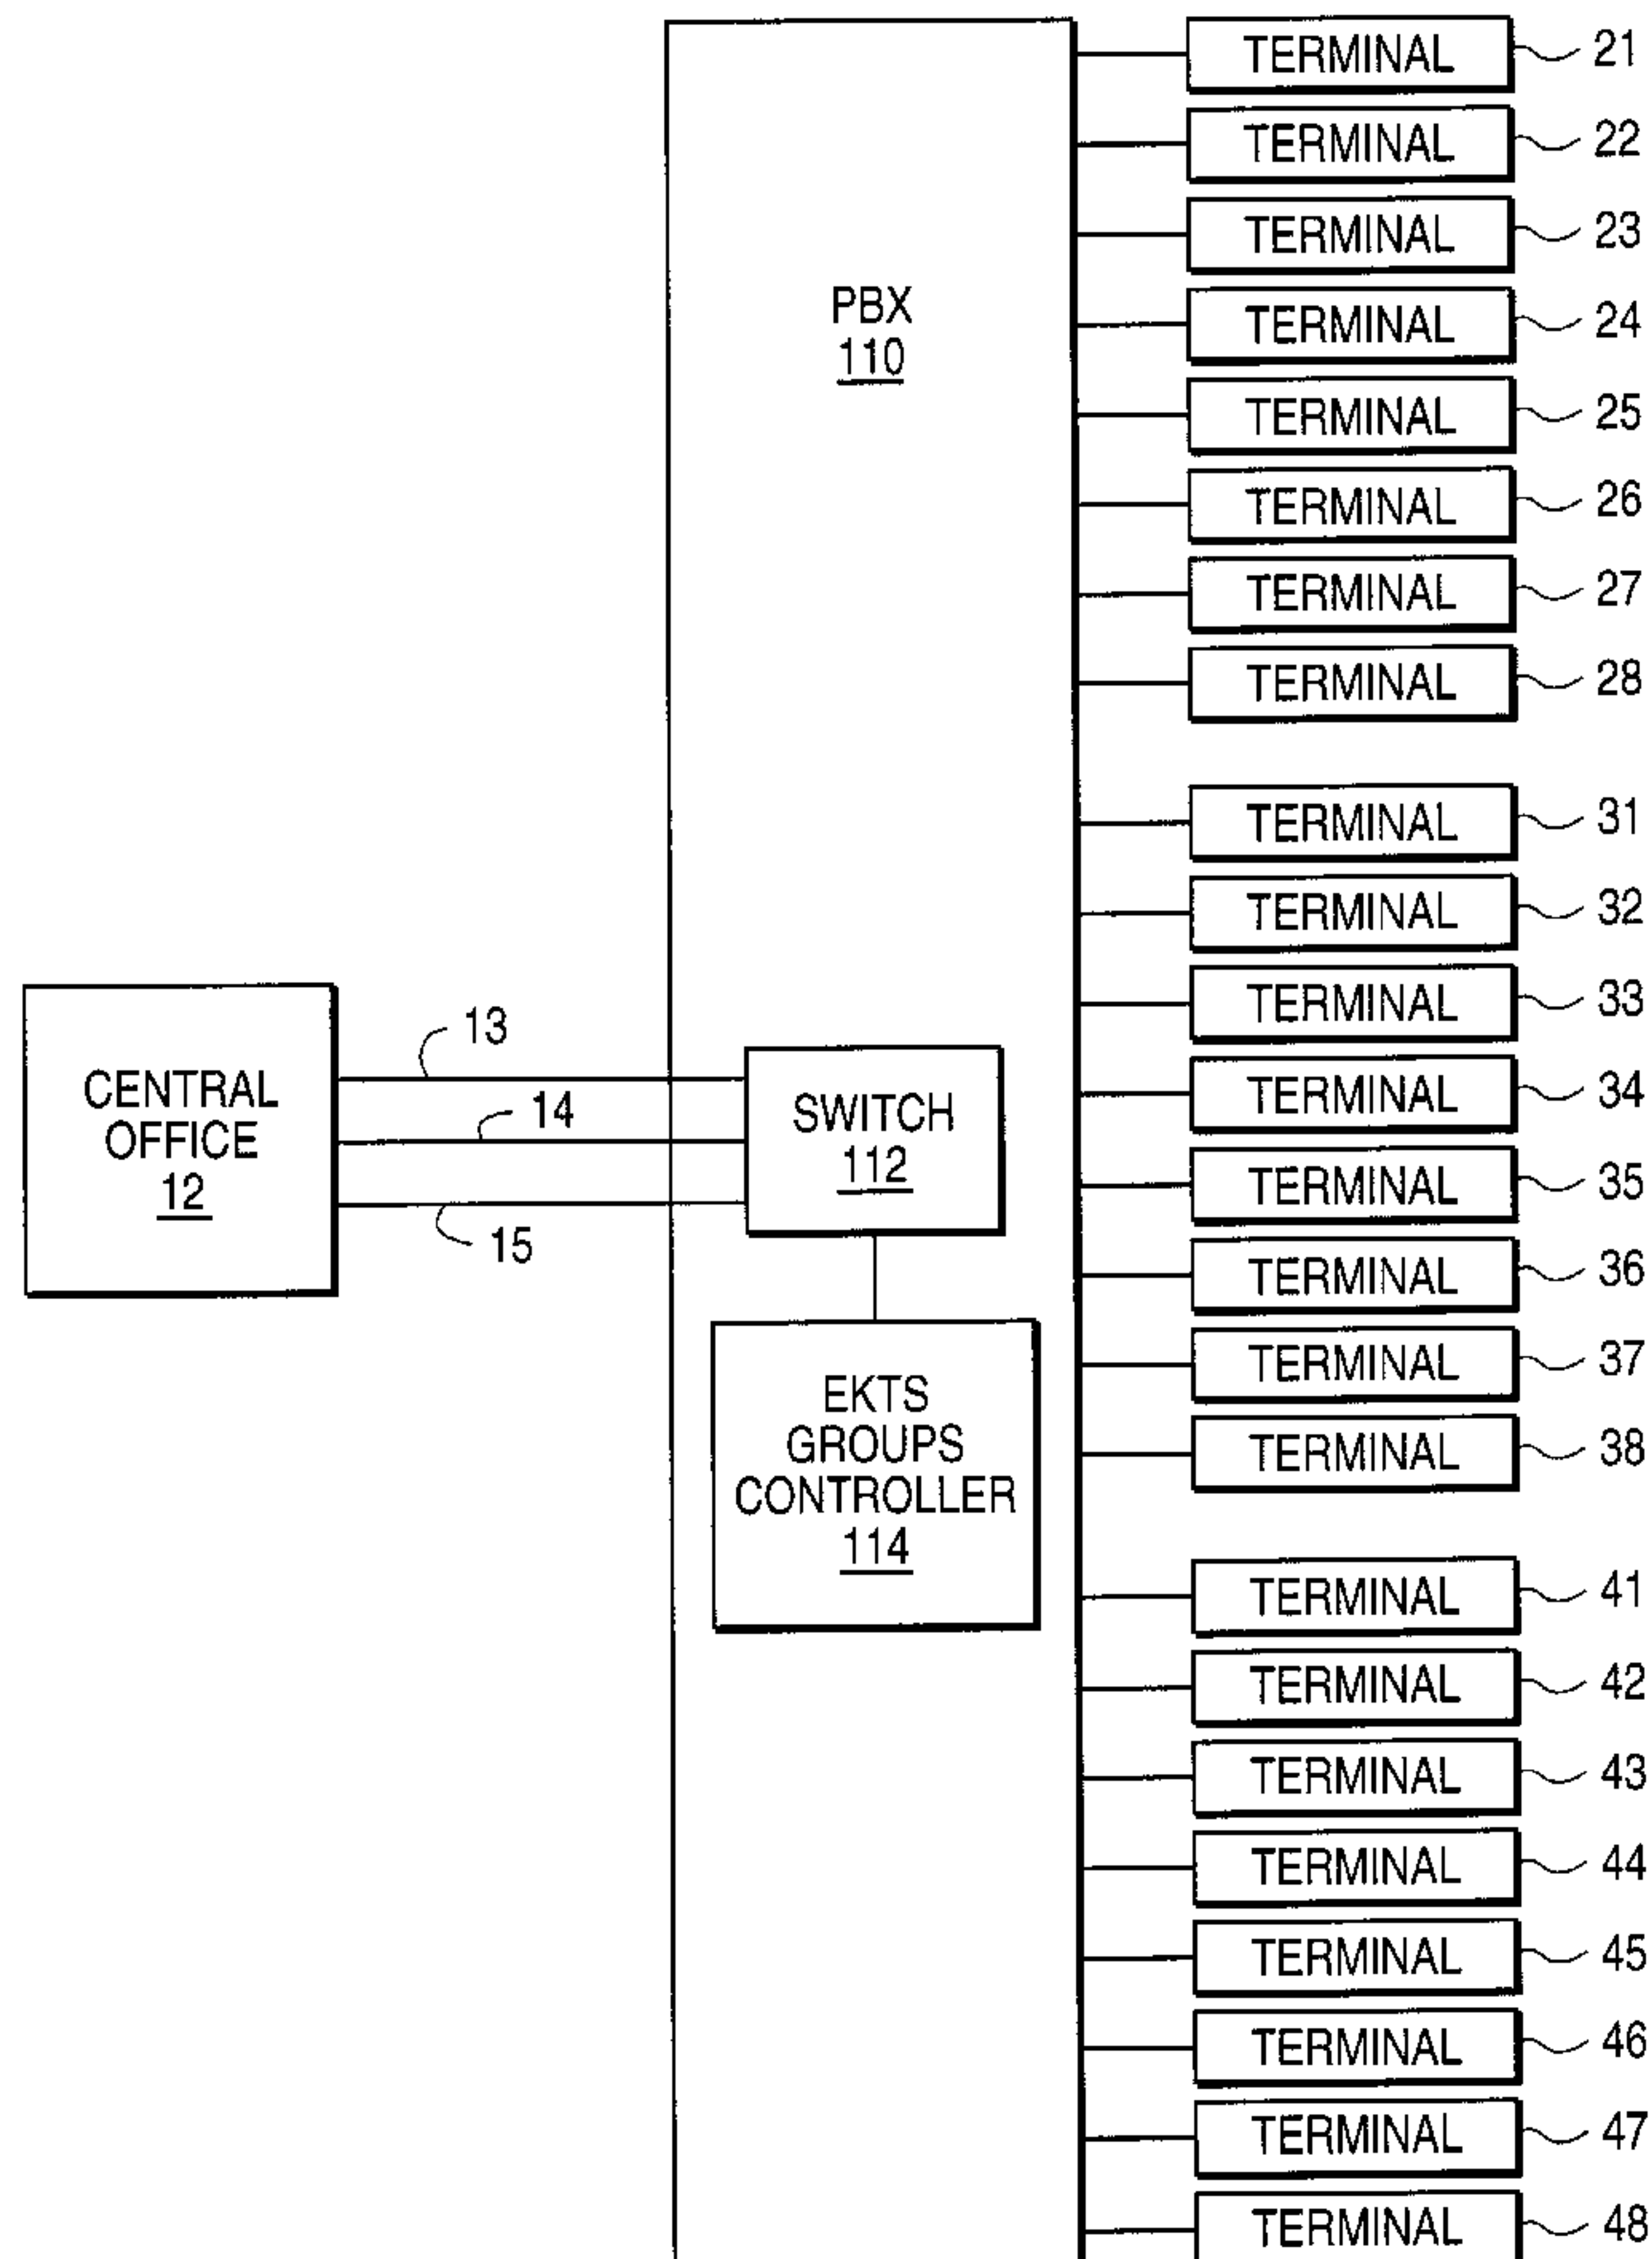 TERMINAL 21
TERMINAL 22
TERMINAL 23
TERMINAL 24
TERMINAL 25
TERMINAL 26
TERMINAL 27
TERMINAL 28
PBX
110
TERMINAL 31
TERMINAL 32
TERMINAL 33
TERMINAL 34
TERMINAL 35
TERMINAL 36
TERMINAL 37
TERMINAL 38
CENTRAL
OFFICE
12
13
14
15
SWITCH
112
EKTS
GROUPS
CONTROLLER
114
TERMINAL 41
TERMINAL 42
TERMINAL 43
TERMINAL 44
TERMINAL 45
TERMINAL 46
TERMINAL 47
TERMINAL 48